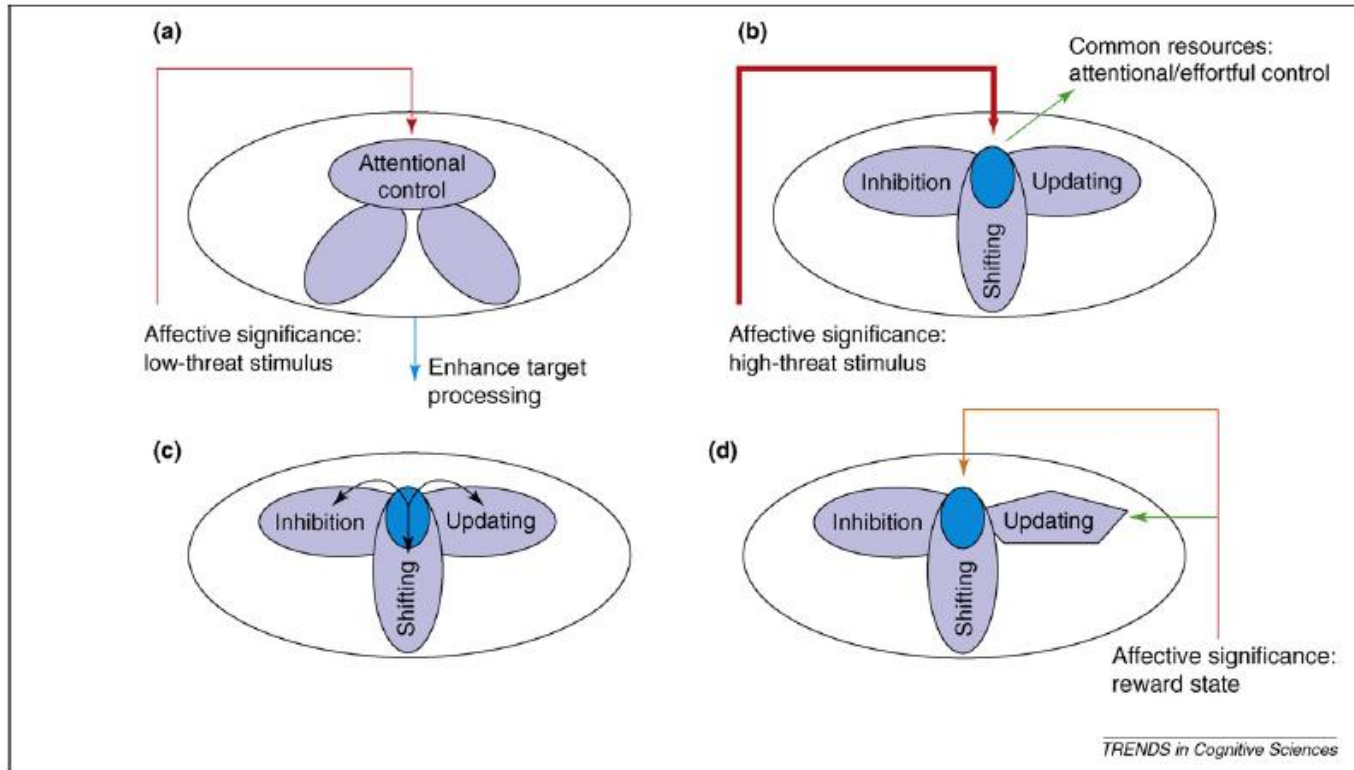 (a)
Attentional
control
Affective significance:
low-threat stimulus
Enhance target
processing
(b)
Common resources:
attentional/effortful control
Inhibition
Updating
Shifting
Affective significance:
high-threat stimulus
(c)
Inhibition
Updating
Shifting
(d)
Inhibition
Updating
Shifting
Affective significance:
reward state
TRENDS in Cognitive Sciences